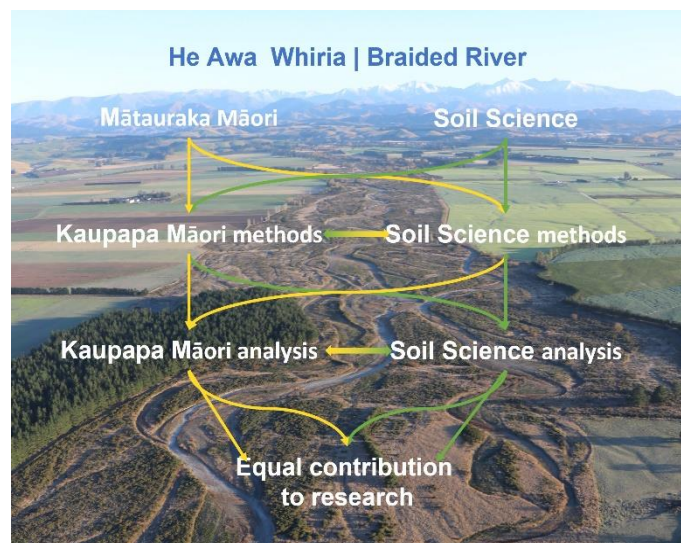 He Awa Whiria | Braided River
Mātauraka Māori
Soil Science
Kaupapa Māori methods
Soil Science methods
Kaupapa Māori analysis
Soil Science analysis
Equal contribution
to research